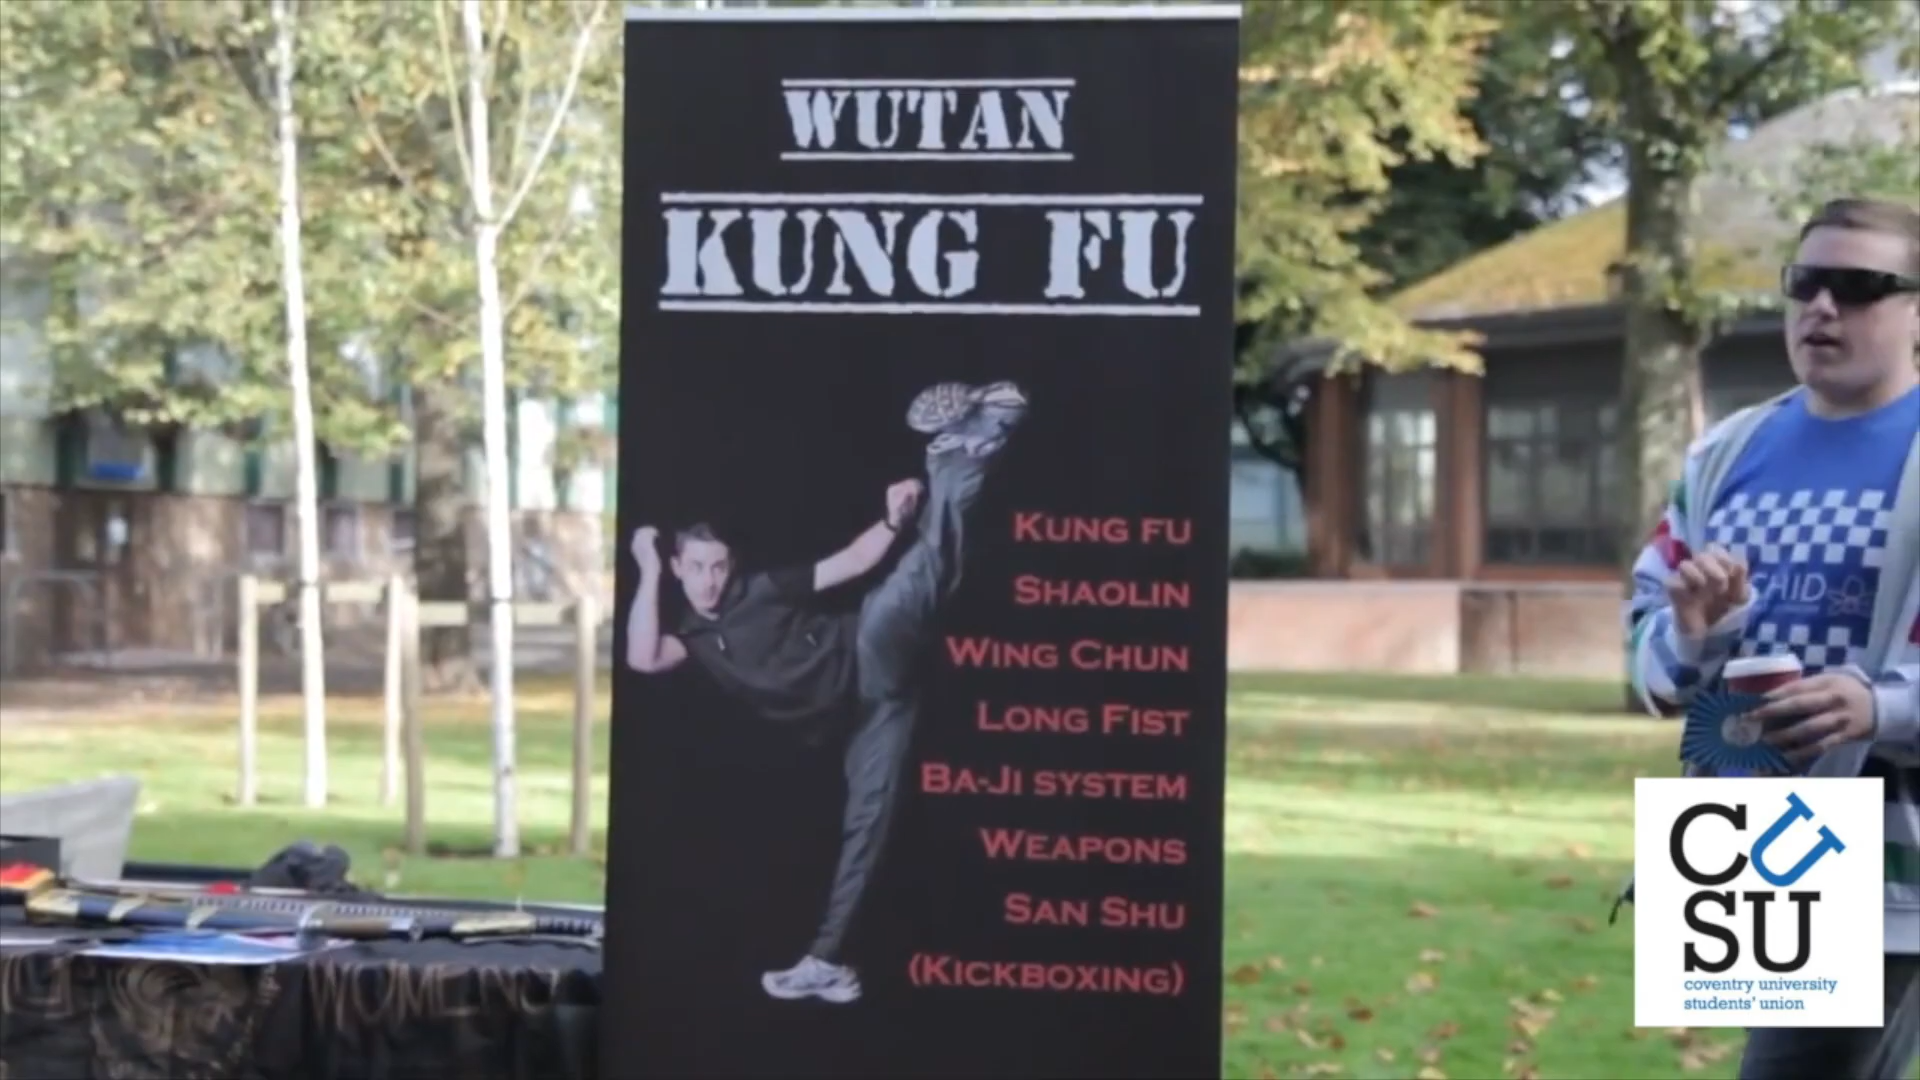 WUTAN
KUNG FU
KUNG FU
SHAOLIN
WING CHUN
LONG FIST
BA-JI SYSTEM
WEAPONS
SAN SHU
(KICKBOXING)
CHID
CU
SU
coventry university
students' union